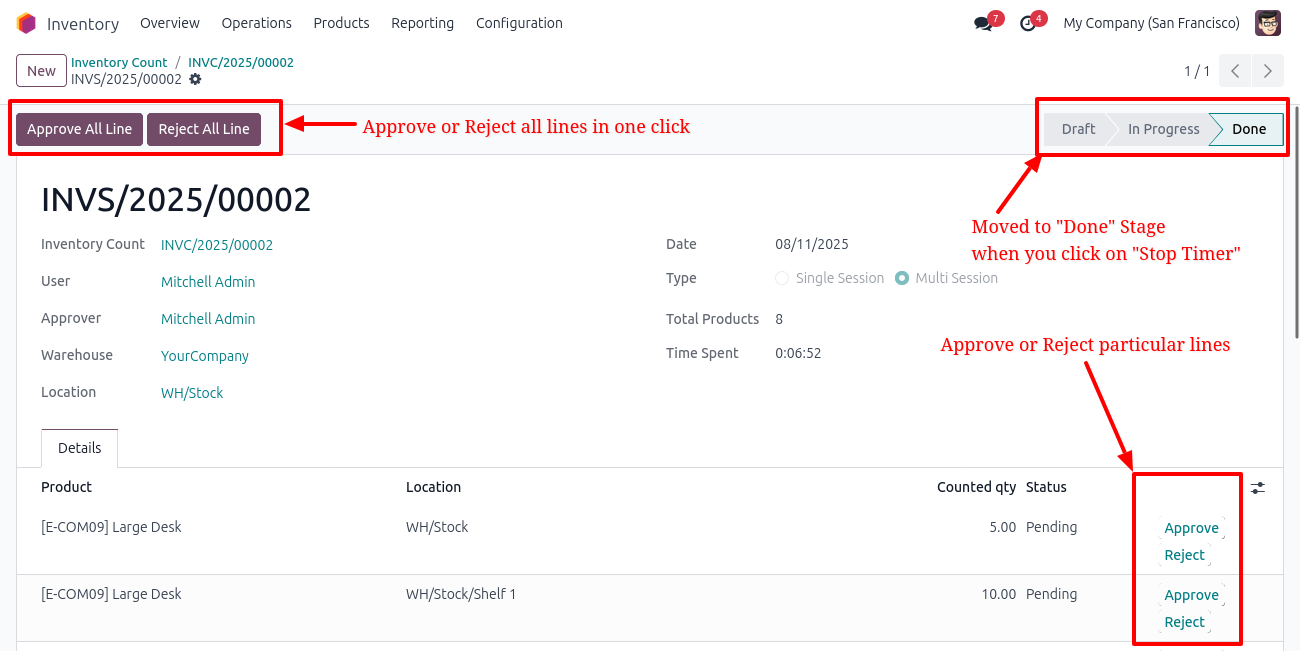 Inventory Overview Operations Products Reporting Configuration 7 4 My Company (San Francisco)
New Inventory Count / INVC/2025/00002
INVS/2025/00002 1 / 1
Approve All Line Reject All Line Approve or Reject all lines in one click Draft In Progress Done
INVS/2025/00002
Moved to "Done" Stage
when you click on "Stop Timer"
Inventory Count INVC/2025/00002 Date 08/11/2025
User Mitchell Admin Type Single Session Multi Session
Approver Mitchell Admin Total Products 8
Warehouse YourCompany Time Spent 0:06:52
Approve or Reject particular lines
Location WH/Stock
Details
Product Location Counted qty Status
[E-COM09] Large Desk WH/Stock 5.00 Pending Approve
Reject
[E-COM09] Large Desk WH/Stock/Shelf 1 10.00 Pending Approve
Reject